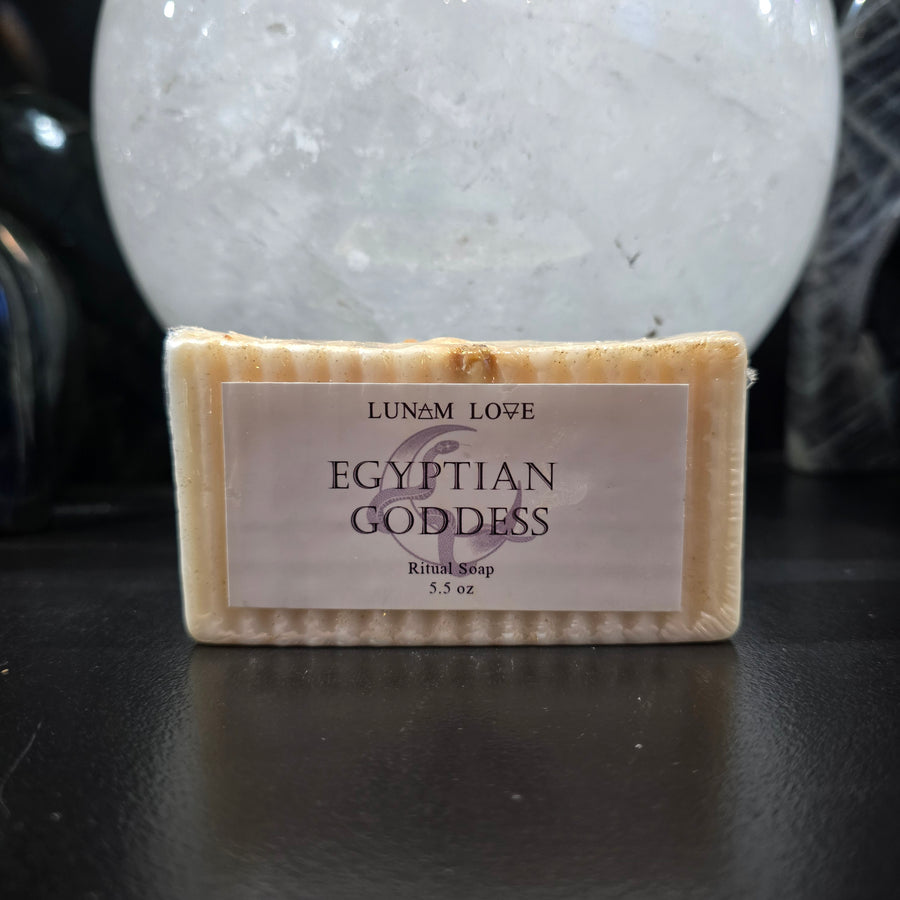 LUNAM LOVE
EGYPTIAN
GODDESS
Ritual Soap
5.5 oz